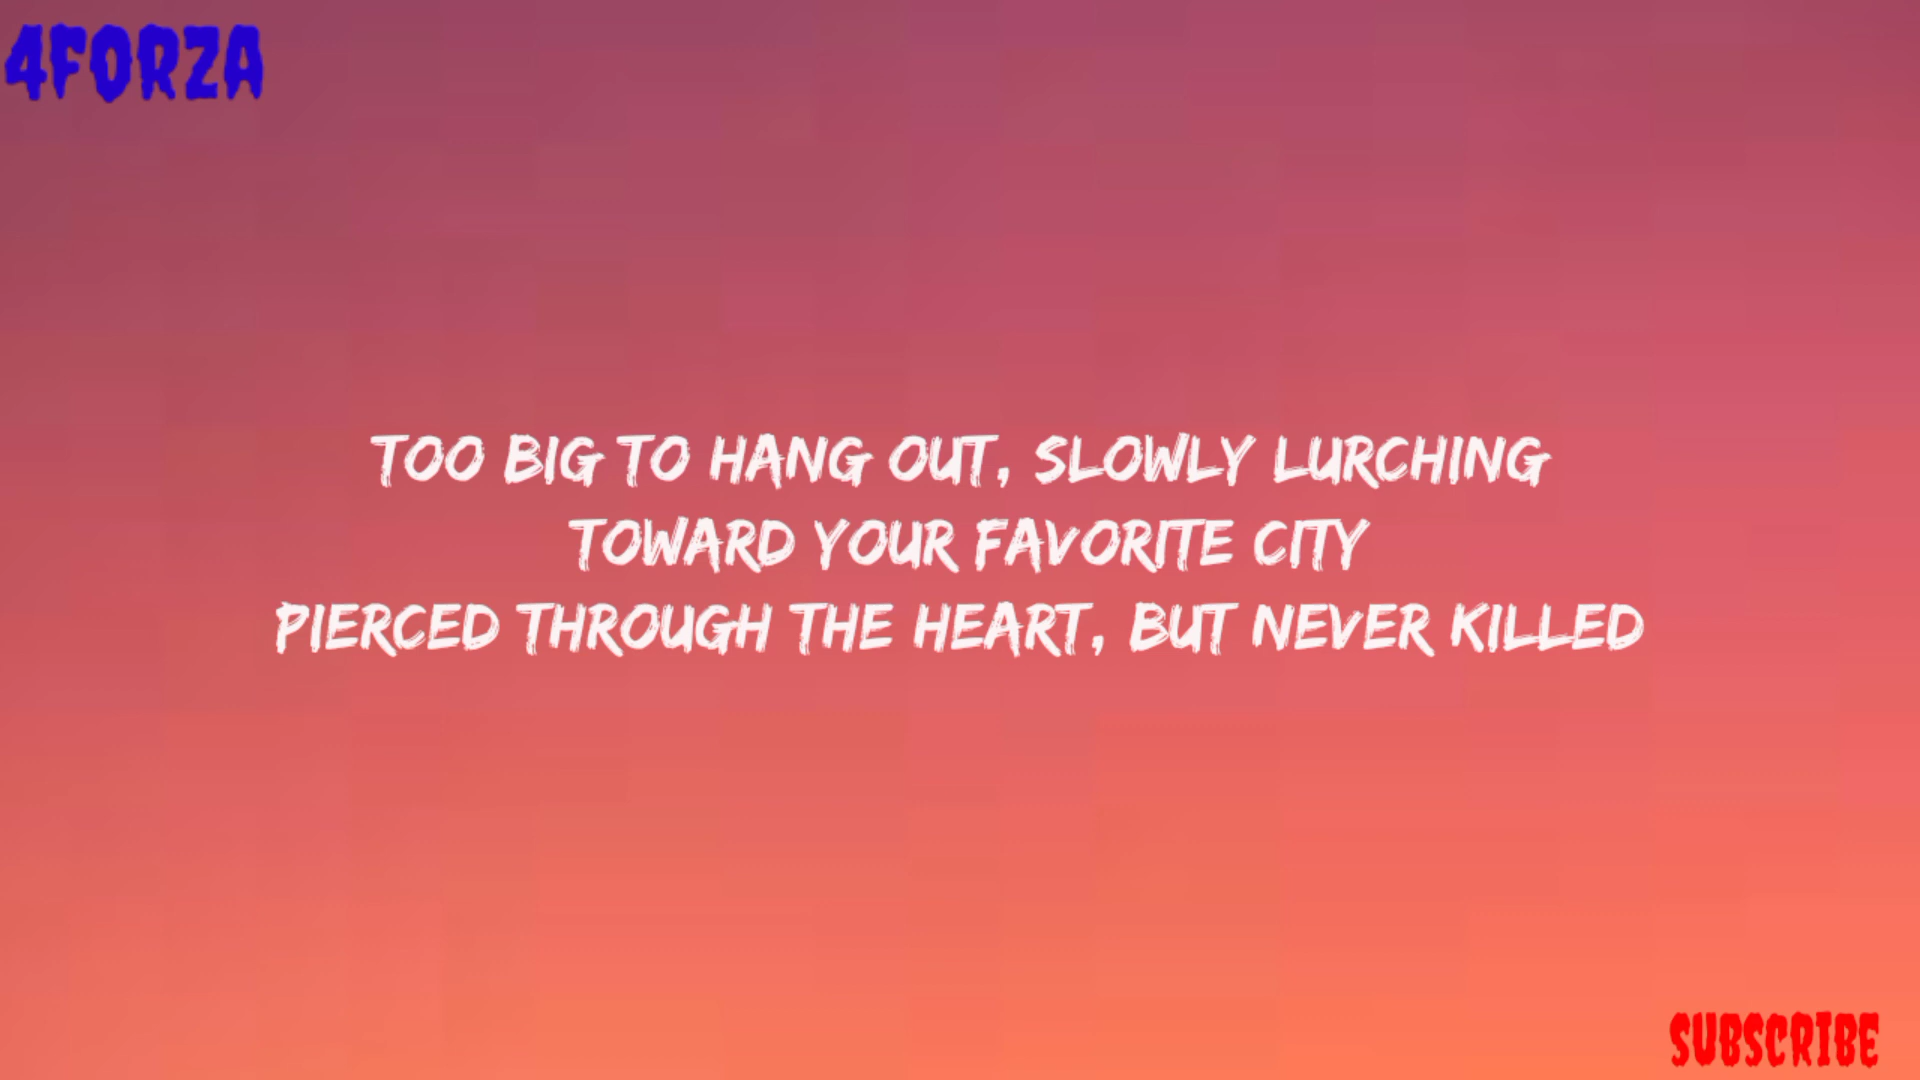 4FORZA
TOO BIG TO HANG OUT, SLOWLY LURCHING
TOWARD YOUR FAVORITE CITY
PIERCED THROUGH THE HEART, BUT NEVER KILLED
SUBSCRIBE